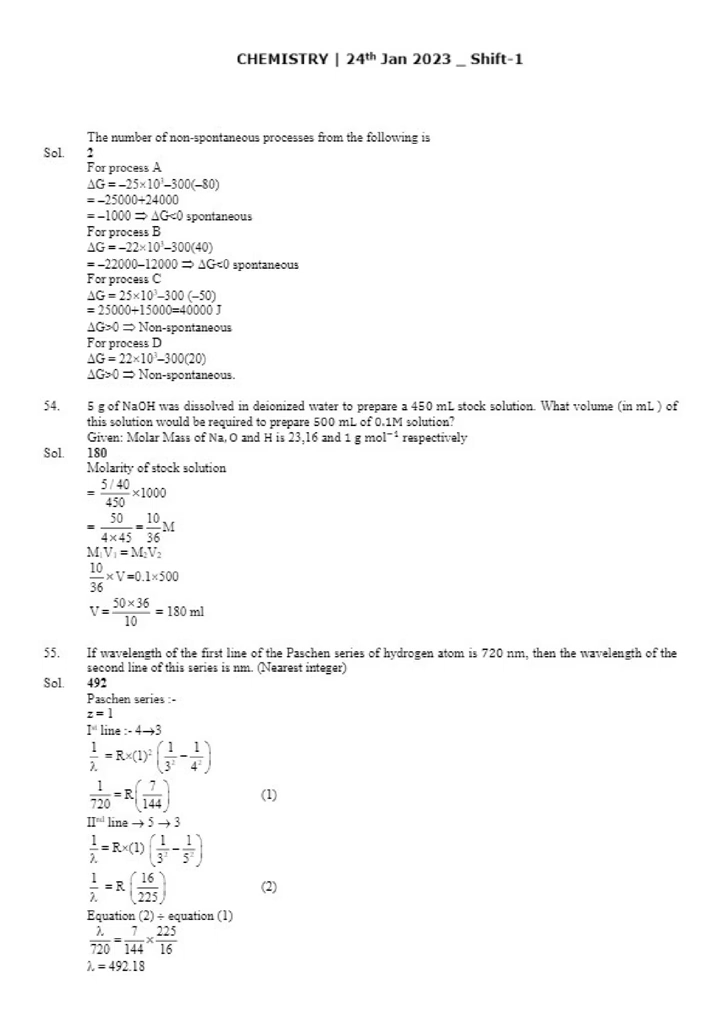 CHEMISTRY | 24th Jan 2023 _ Shift-1
The number of non-spontaneous processes from the following is
Sol. 2
For process A
ΔG = –25×10³–300(–80)
= –25000+24000
= –1000 ⇒ ΔG<0 spontaneous
For process B
ΔG = –22×10³–300(40)
= –22000–12000 ⇒ ΔG<0 spontaneous
For process C
ΔG = 25×10³–300 (–50)
= 25000+15000=40000 J
ΔG>0 ⇒ Non-spontaneous
For process D
ΔG = 22×10³–300(20)
ΔG>0 ⇒ Non-spontaneous.
54. 5 g of NaOH was dissolved in deionized water to prepare a 450 mL stock solution. What volume (in mL ) of
this solution would be required to prepare 500 mL of 0.1M solution?
Given: Molar Mass of Na, O and H is 23,16 and 1 g mol⁻¹ respectively
Sol. 180
Molarity of stock solution
= (5/40)/450 ×1000
= 50/(4×45) = 10/36 M
M₁V₁ = M₂V₂
10/36 × V=0.1×500
V = (50×36)/10 = 180 ml
55. If wavelength of the first line of the Paschen series of hydrogen atom is 720 nm, then the wavelength of the
second line of this series is nm. (Nearest integer)
Sol. 492
Paschen series :-
z = 1
Iˢᵗ line :- 4→3
1/λ = R×(1)² (1/3² – 1/4²)
1/720 = R(7/144) (1)
IIⁿᵈ line → 5 → 3
1/λ = R×(1) (1/3² – 1/5²)
1/λ = R (16/225) (2)
Equation (2) ÷ equation (1)
λ/720 = 7/144 × 225/16
λ = 492.18